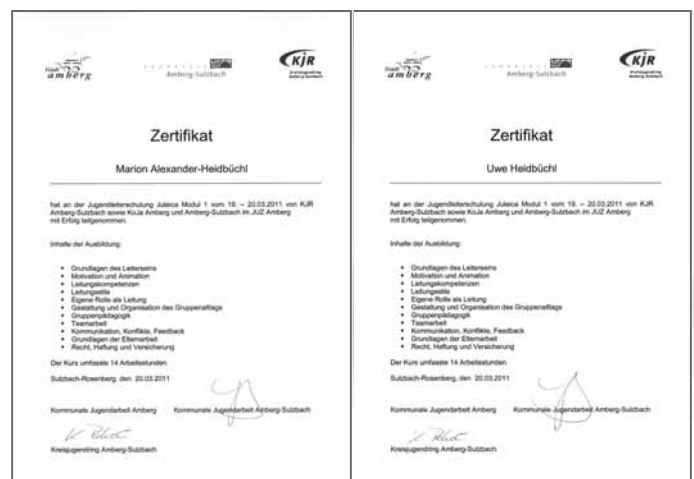 Stadt
amberg
Amberg-Sulzbach
KJR
Kreisjugendring
Amberg-Sulzbach
Zertifikat
Marion Alexander-Heidbüchl
hat an der Jugendleiterschulung Juleica Modul 1 vom 19. – 20.03.2011 von KJR
Amberg-Sulzbach sowie KoJa Amberg und Amberg-Sulzbach im JUZ Amberg
mit Erfolg teilgenommen.
Inhalte der Ausbildung:
Grundlagen des Leiterseins
Motivation und Animation
Leitungskompetenzen
Leitungsstile
Eigene Rolle als Leitung
Gestaltung und Organisation des Gruppenalltags
Gruppenpädagogik
Teamarbeit
Kommunikation, Konflikte, Feedback
Grundlagen der Elternarbeit
Recht, Haftung und Versicherung
Der Kurs umfasste 14 Arbeitsstunden.
Sulzbach-Rosenberg, den 20.03.2011
Kommunale Jugendarbeit Amberg Kommunale Jugendarbeit Amberg-Sulzbach
Kreisjugendring Amberg-Sulzbach
Stadt
amberg
Amberg-Sulzbach
KJR
Kreisjugendring
Amberg-Sulzbach
Zertifikat
Uwe Heidbüchl
hat an der Jugendleiterschulung Juleica Modul 1 vom 19. – 20.03.2011 von KJR
Amberg-Sulzbach sowie KoJa Amberg und Amberg-Sulzbach im JUZ Amberg
mit Erfolg teilgenommen.
Inhalte der Ausbildung:
Grundlagen des Leiterseins
Motivation und Animation
Leitungskompetenzen
Leitungsstile
Eigene Rolle als Leitung
Gestaltung und Organisation des Gruppenalltags
Gruppenpädagogik
Teamarbeit
Kommunikation, Konflikte, Feedback
Grundlagen der Elternarbeit
Recht, Haftung und Versicherung
Der Kurs umfasste 14 Arbeitsstunden.
Sulzbach-Rosenberg, den 20.03.2011
Kommunale Jugendarbeit Amberg Kommunale Jugendarbeit Amberg-Sulzbach
Kreisjugendring Amberg-Sulzbach